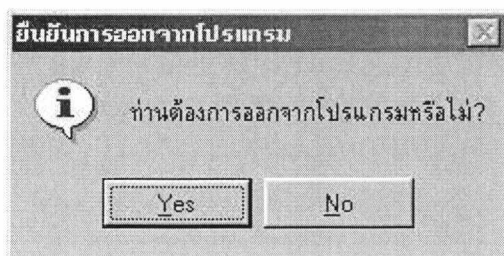 ยืนยันการออกจากโปรแกรม
ท่านต้องการออกจากโปรแกรมหรือไม่?
Yes
No